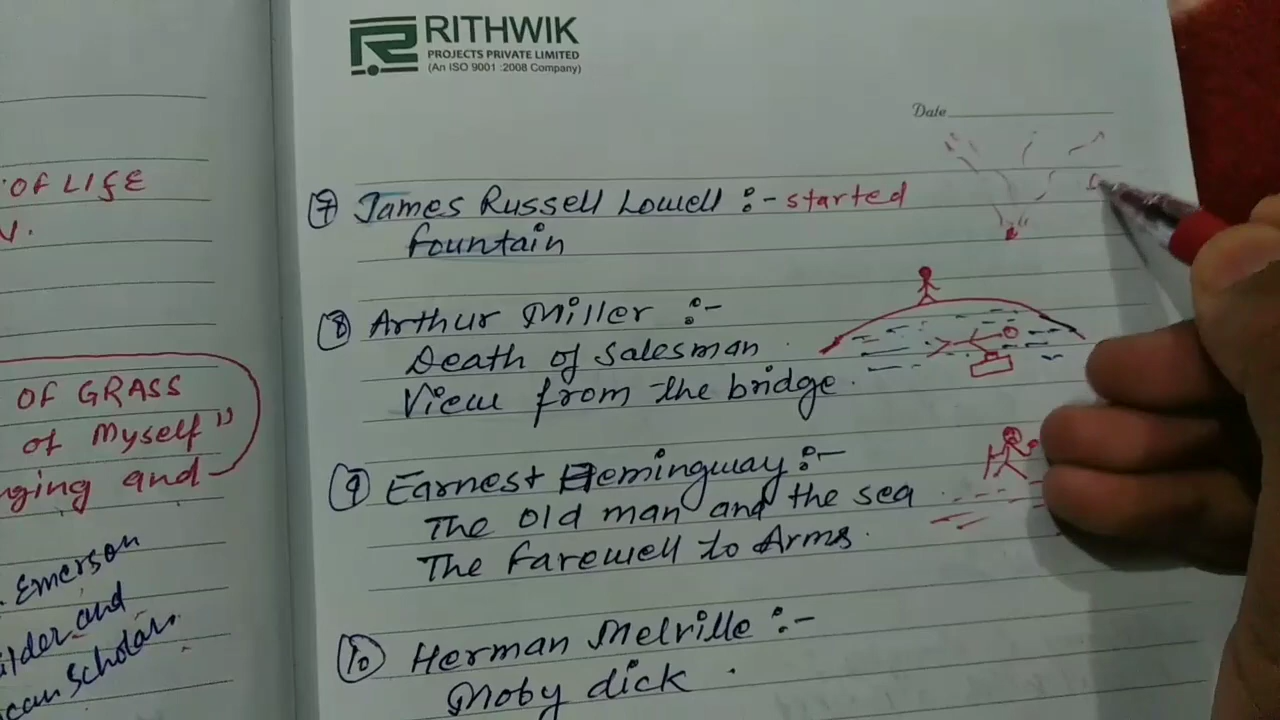 RITHWIK
PROJECTS PRIVATE LIMITED
(An ISO 9001 :2008 Company)
Date
OF LIFE
OF GRASS
of Myself"
nging and
Emerson
ilder and
can Scholar
7 James Russell Lowell :- started
fountain
8 Arthur Miller :-
Death of Salesman
View from the bridge.
9 Earnest Hemingway :-
The old man and the sea
The farewell to Arms.
10 Herman Melville :-
Moby dick.